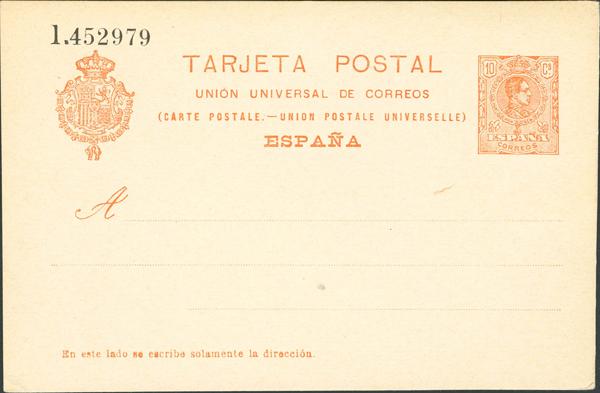 1.452979
TARJETA POSTAL
UNIÓN UNIVERSAL DE CORREOS
(CARTE POSTALE.—UNION POSTALE UNIVERSELLE)
ESPAÑA
10 Cs
CORREOS
A
En este lado se escribe solamente la dirección.